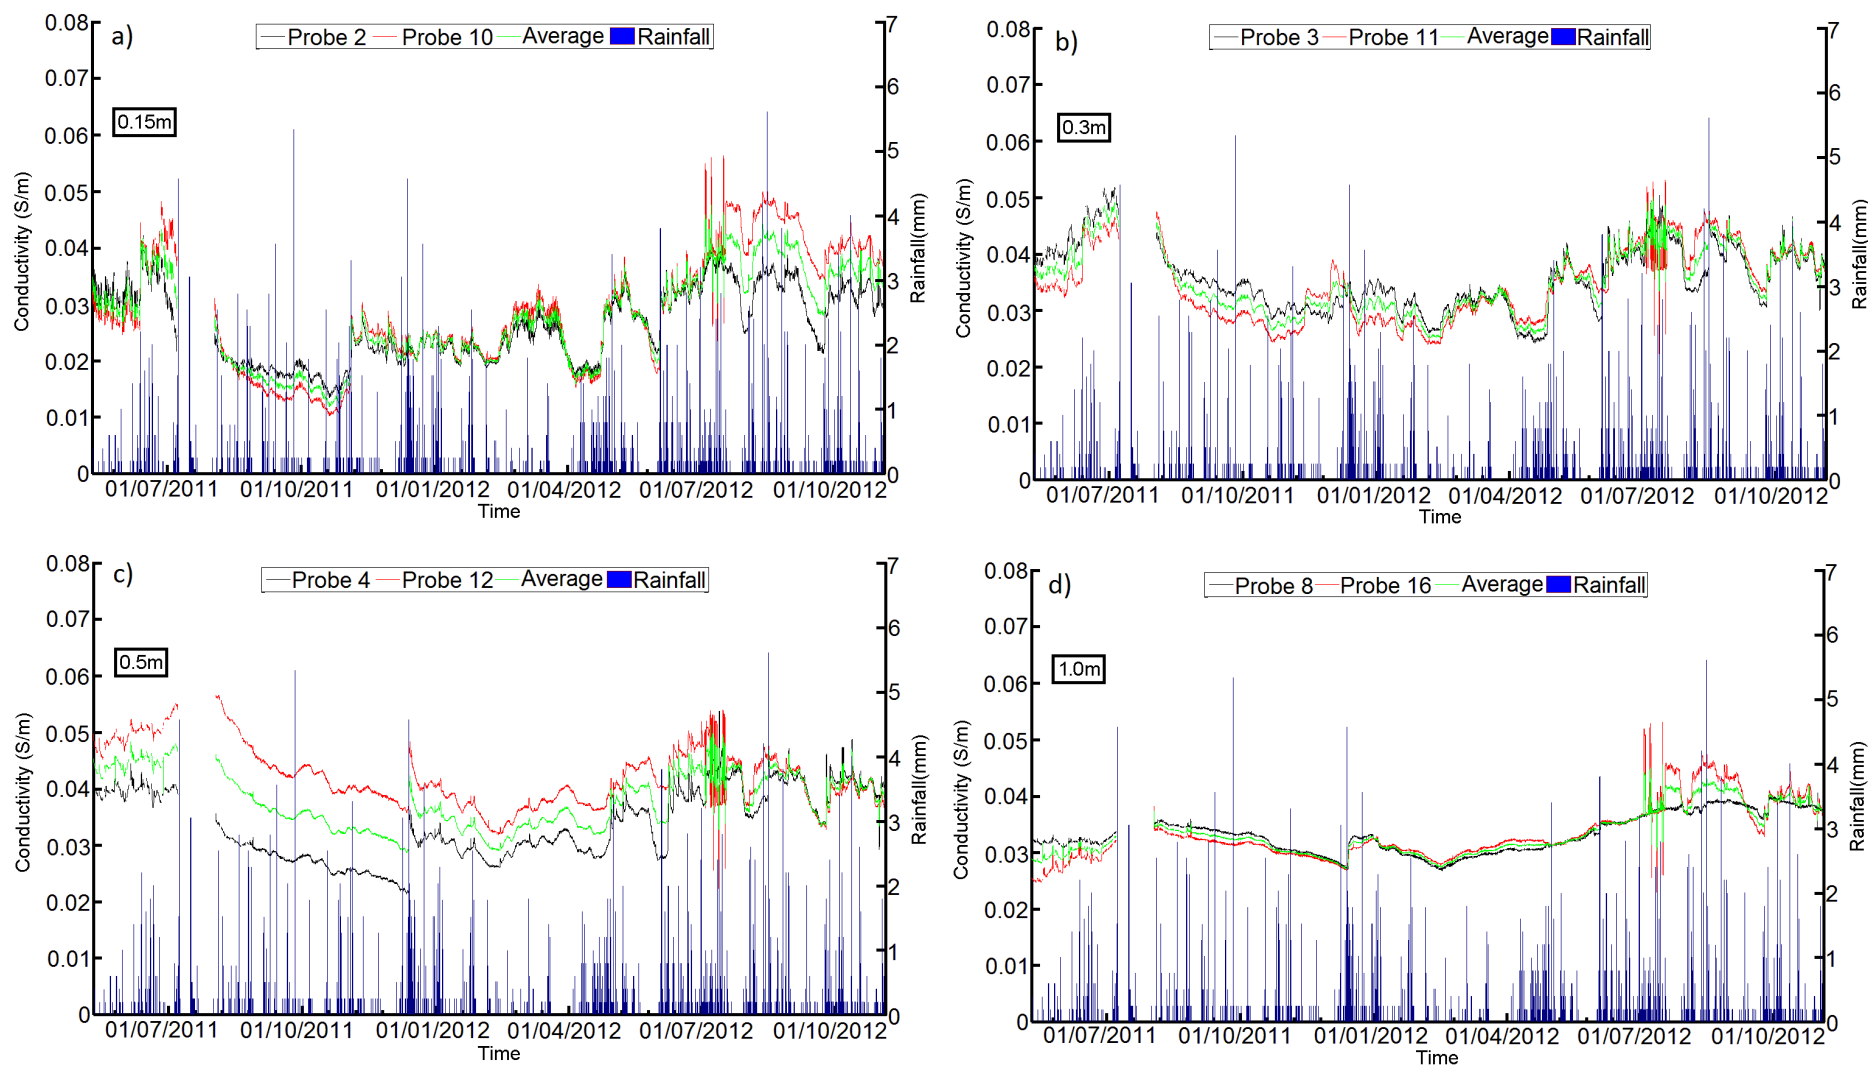 a)
Probe 2 Probe 10 Average Rainfall
0.15m
Conductivity (S/m)
0.08
0.07
0.06
0.05
0.04
0.03
0.02
0.01
0
7
6
5
4
3
2
1
0
Rainfall(mm)
01/07/2011 01/10/2011 01/01/2012 01/04/2012 01/07/2012 01/10/2012
Time
b)
Probe 3 Probe 11 Average Rainfall
0.3m
Conductivity (S/m)
0.08
0.07
0.06
0.05
0.04
0.03
0.02
0.01
0
7
6
5
4
3
2
1
0
Rainfall(mm)
01/07/2011 01/10/2011 01/01/2012 01/04/2012 01/07/2012 01/10/2012
Time
c)
Probe 4 Probe 12 Average Rainfall
0.5m
Conductivity (S/m)
0.08
0.07
0.06
0.05
0.04
0.03
0.02
0.01
0
7
6
5
4
3
2
1
0
Rainfall(mm)
01/07/2011 01/10/2011 01/01/2012 01/04/2012 01/07/2012 01/10/2012
Time
d)
Probe 8 Probe 16 Average Rainfall
1.0m
Conductivity (S/m)
0.08
0.07
0.06
0.05
0.04
0.03
0.02
0.01
0
7
6
5
4
3
2
1
0
Rainfall(mm)
01/07/2011 01/10/2011 01/01/2012 01/04/2012 01/07/2012 01/10/2012
Time